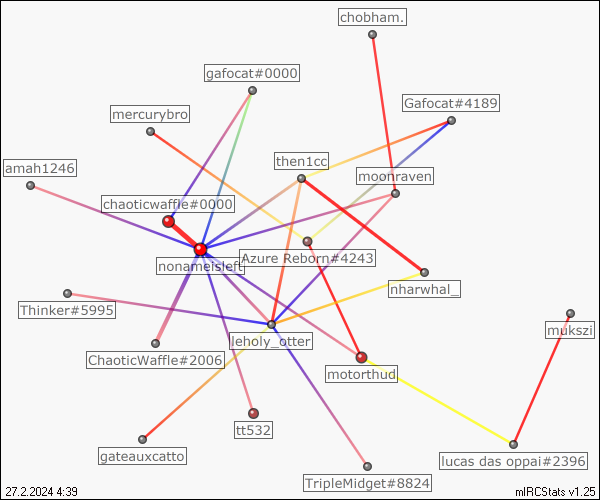 chobham.
gafocat#0000
Gafocat#4189
mercurybro
then1cc
amah1246
moonraven
chaoticwaffle#0000
nonameisleft
Azure Reborn#4243
nharwhal_
Thinker#5995
mukszi
leholy_otter
ChaoticWaffle#2006
motorthud
tt532
gateauxcatto
lucas das oppai#2396
TripleMidget#8824
27.2.2024 4:39
mIRCStats v1.25